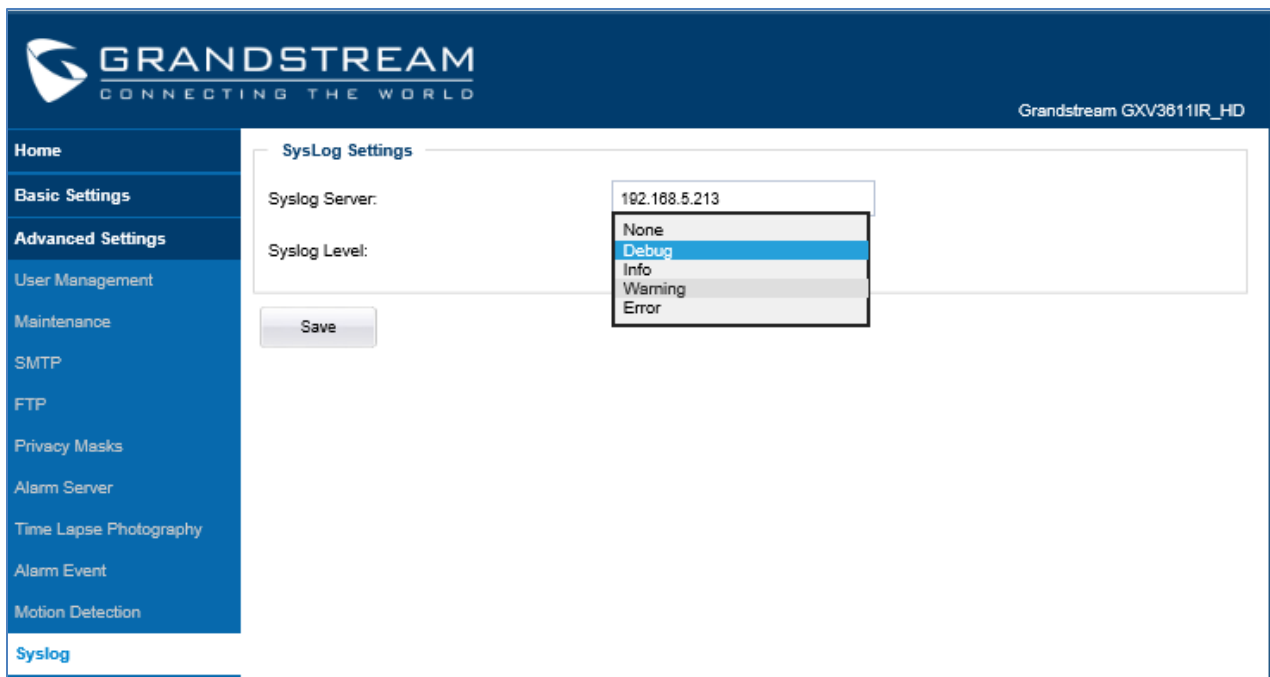 GRANDSTREAM
CONNECTING THE WORLD
Grandstream GXV3611IR_HD
Home
Basic Settings
Advanced Settings
User Management
Maintenance
SMTP
FTP
Privacy Masks
Alarm Server
Time Lapse Photography
Alarm Event
Motion Detection
Syslog
SysLog Settings
Syslog Server: 192.168.5.213
Syslog Level:
None
Debug
Info
Warning
Error
Save